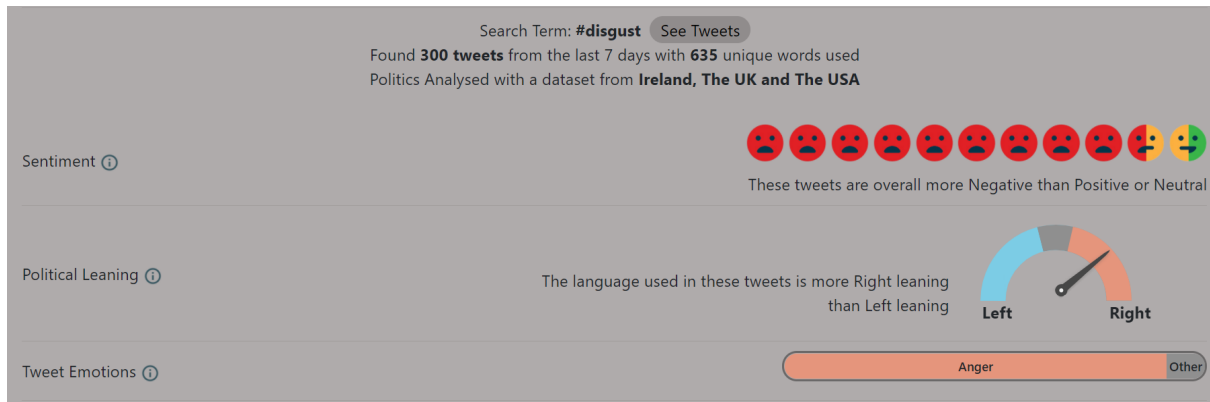 Search Term: #disgust See Tweets
Found 300 tweets from the last 7 days with 635 unique words used
Politics Analysed with a dataset from Ireland, The UK and The USA
Sentiment
These tweets are overall more Negative than Positive or Neutral
Political Leaning
The language used in these tweets is more Right leaning
than Left leaning
Left Right
Tweet Emotions
Anger Other